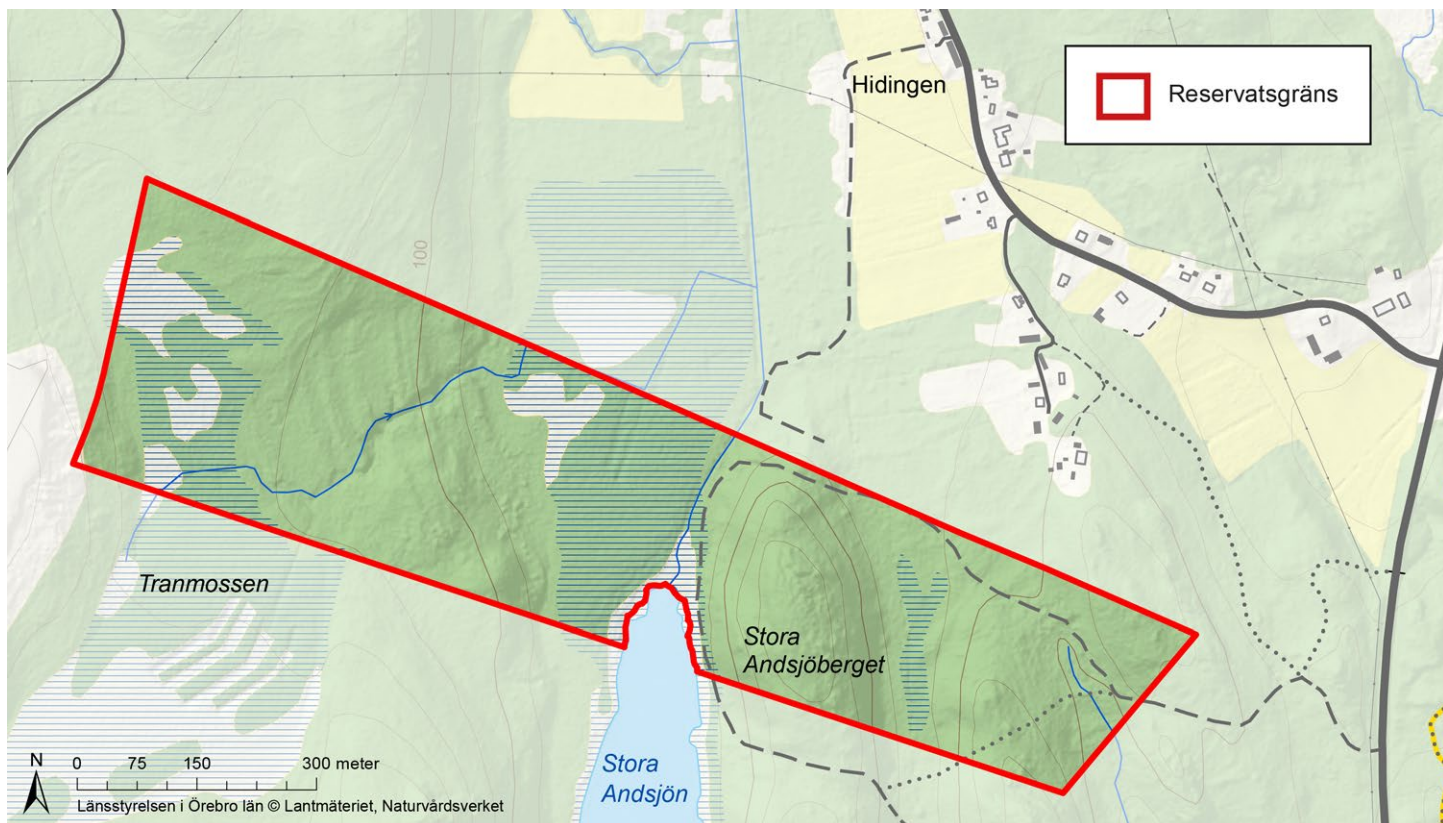 Hidingen
Reservatsgräns
100
Tranmossen
Stora
Andsjöberget
Stora
Andsjön
N
0 75 150 300 meter
Länsstyrelsen i Örebro län © Lantmäteriet, Naturvårdsverket